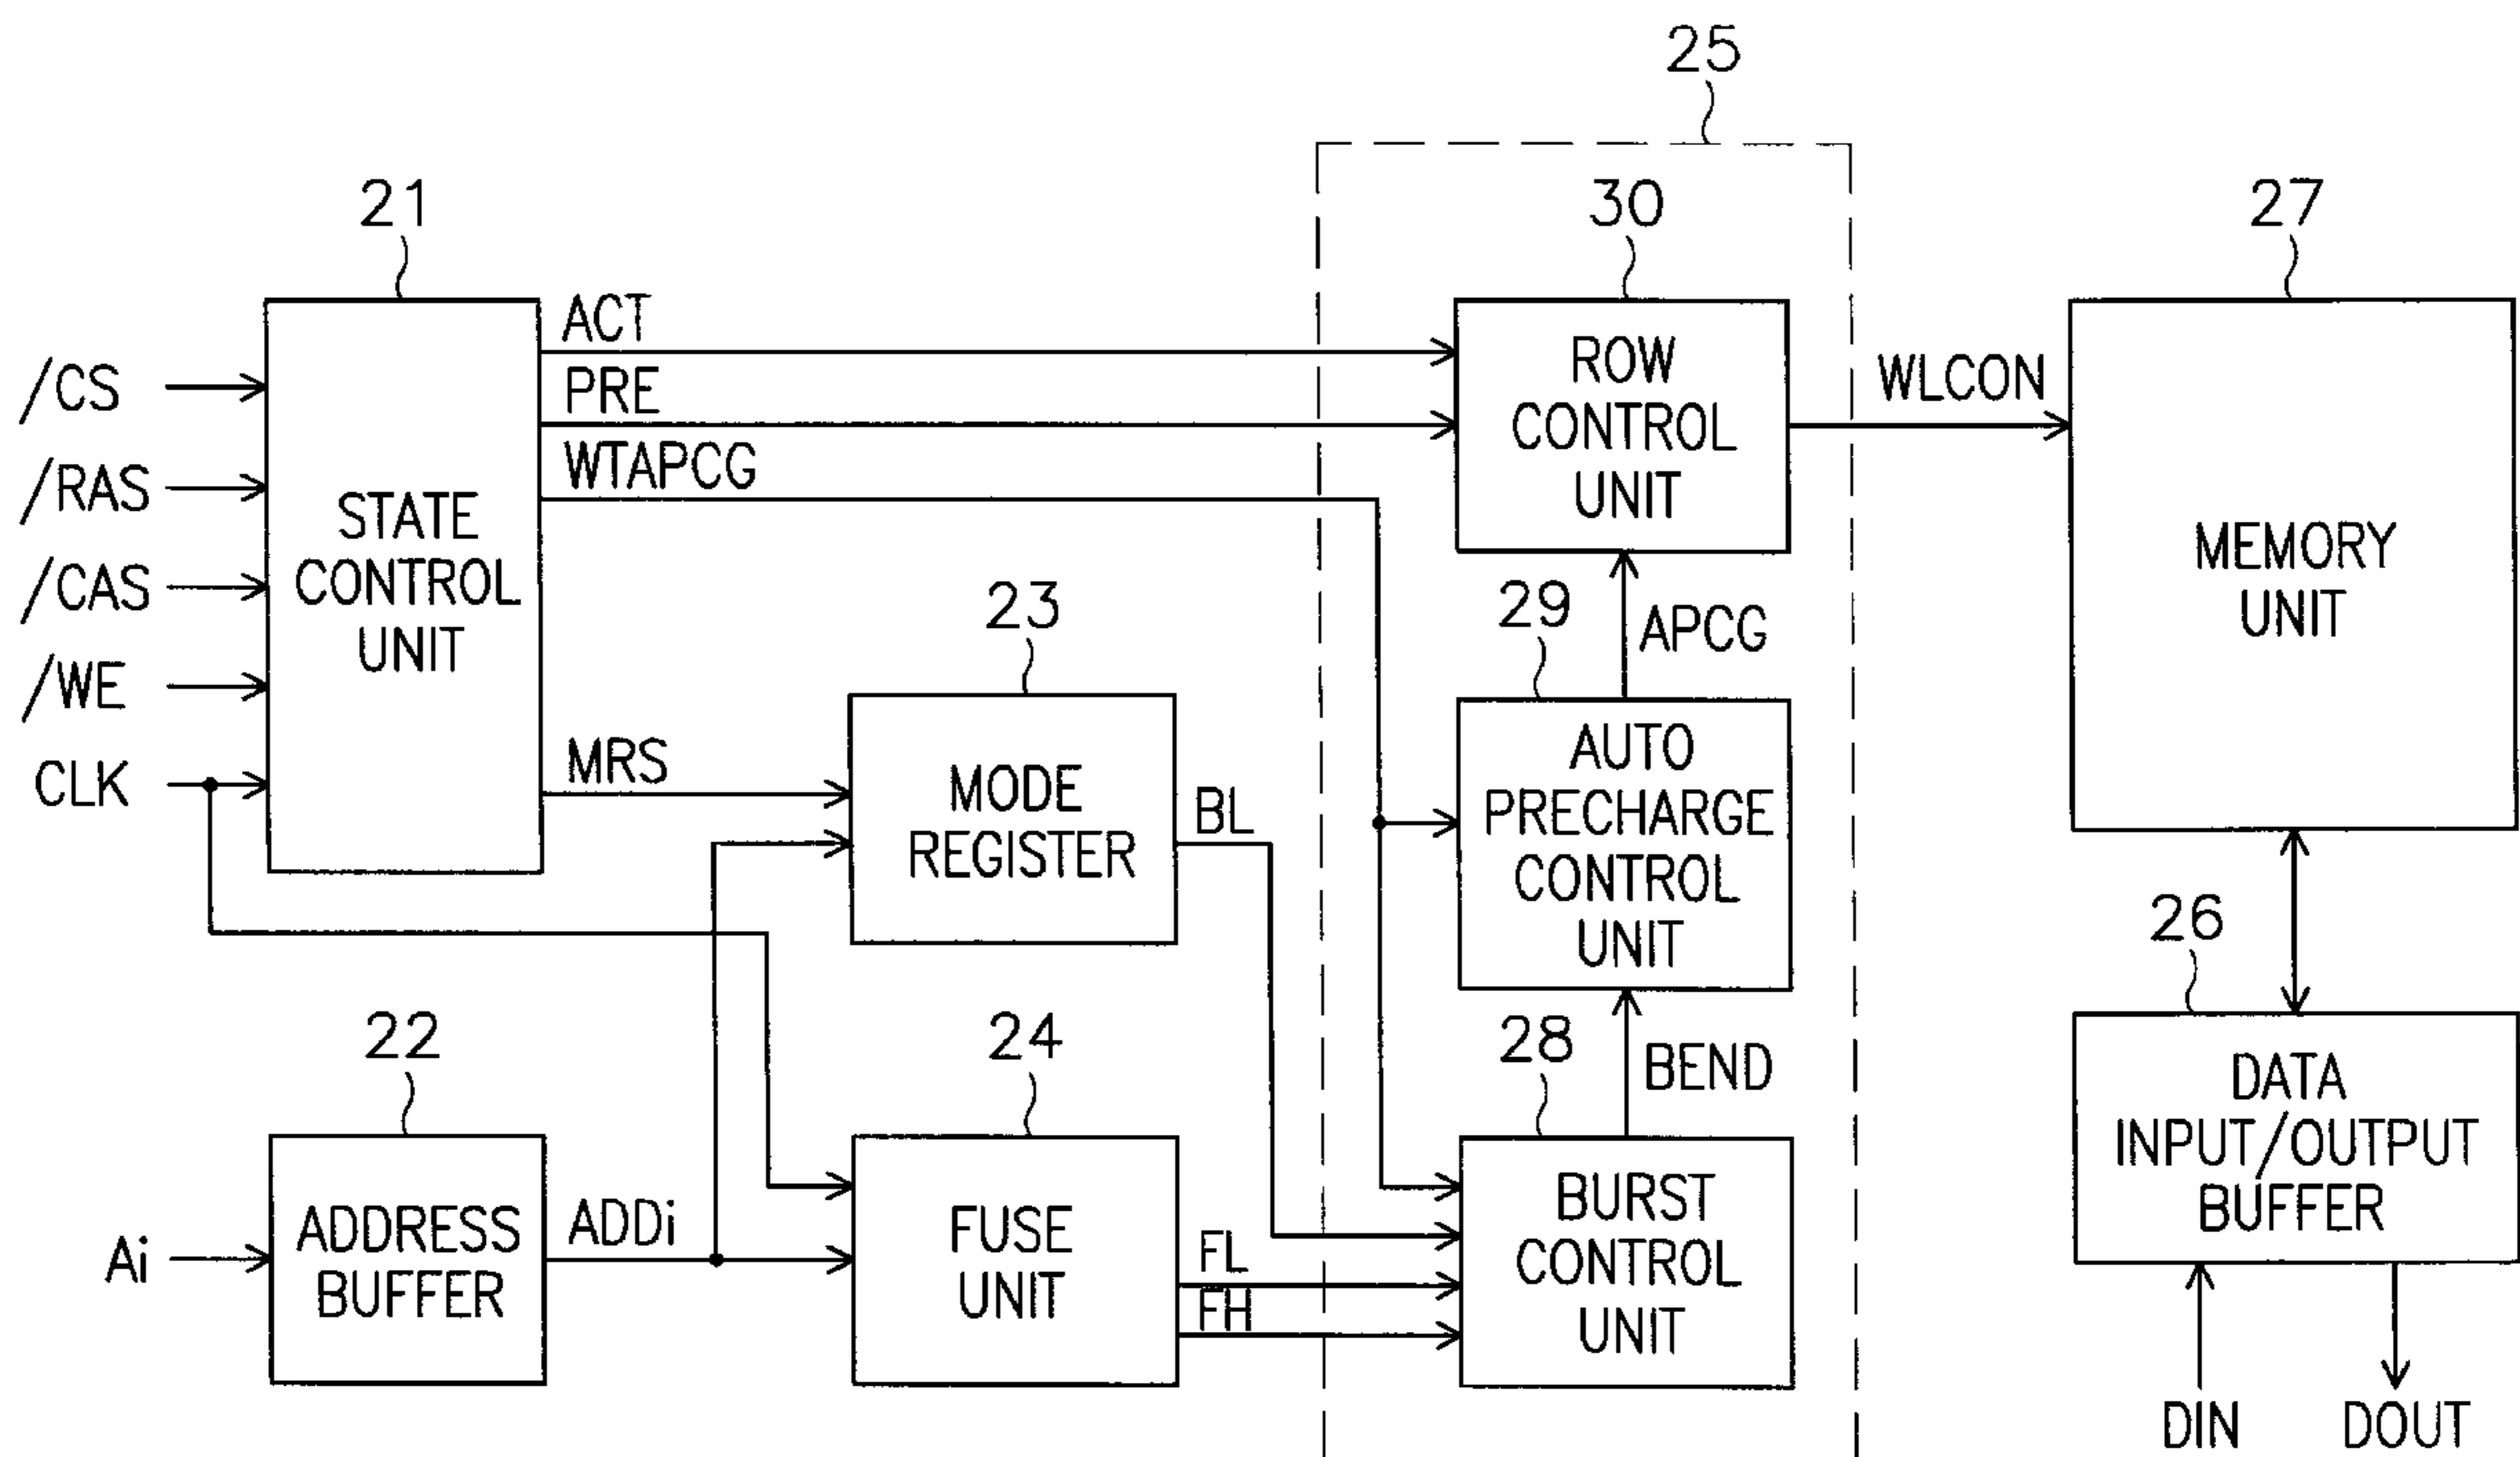 25
21
30
27
ACT
PRE
WTAPCG
ROW
CONTROL
UNIT
WLCON
/CS
/RAS
/CAS
/WE
CLK
STATE
CONTROL
UNIT
MEMORY
UNIT
23
29
APCG
MRS
MODE
REGISTER
BL
AUTO
PRECHARGE
CONTROL
UNIT
26
22
24
28
BEND
DATA
INPUT/OUTPUT
BUFFER
Ai
ADDRESS
BUFFER
ADDi
FUSE
UNIT
FL
FH
BURST
CONTROL
UNIT
DIN
DOUT